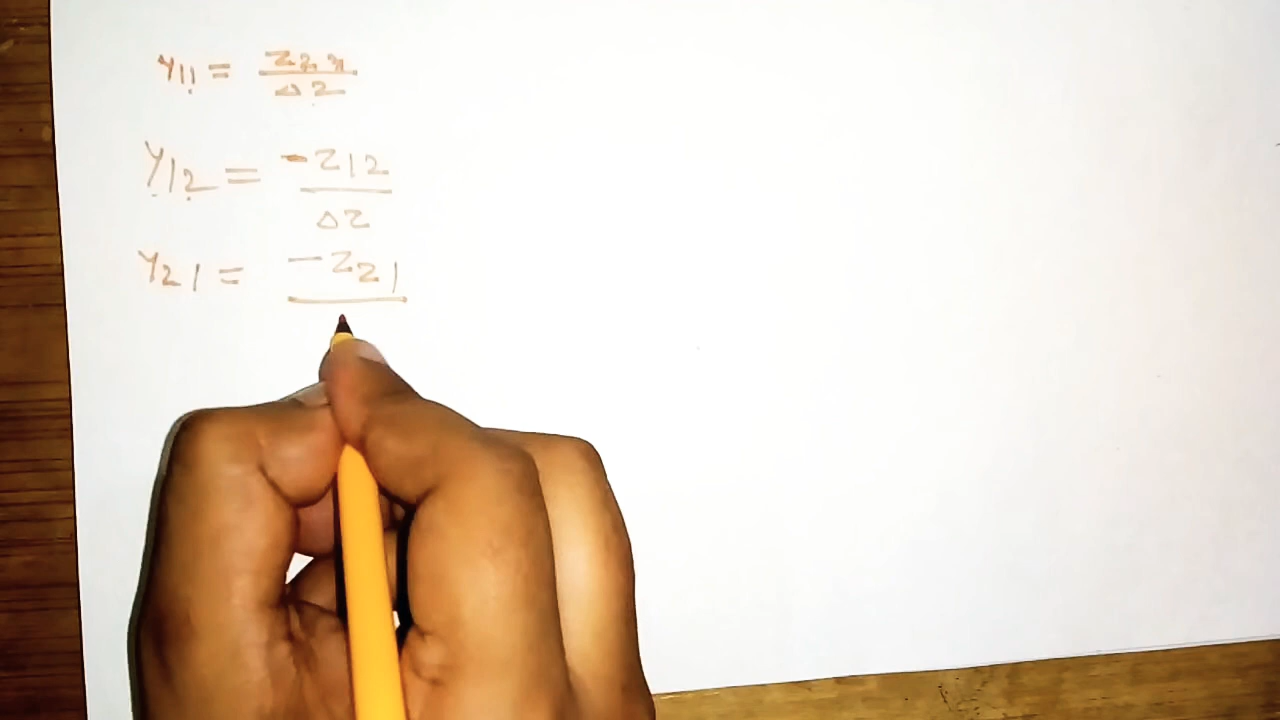 Y11 = Z22
ΔZ
Y12 = -Z12
ΔZ
Y21 = -Z21